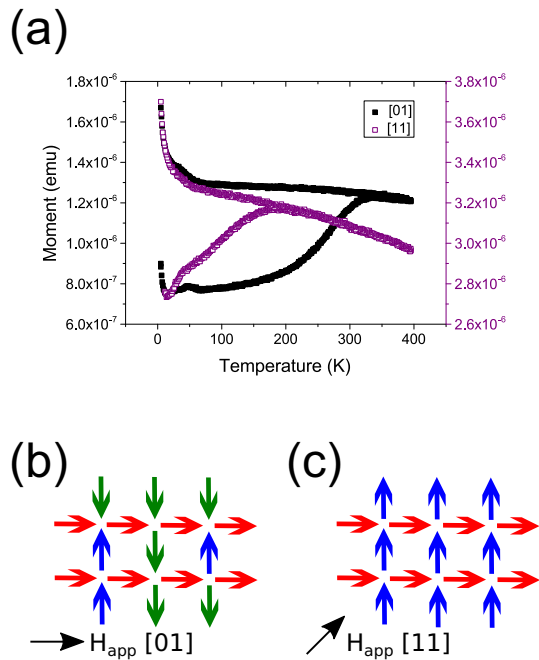 (a)
1.8x10⁻⁶
1.6x10⁻⁶
1.4x10⁻⁶
1.2x10⁻⁶
1.0x10⁻⁶
8.0x10⁻⁷
6.0x10⁻⁷
Moment (emu)
[01]
[11]
3.8x10⁻⁶
3.6x10⁻⁶
3.4x10⁻⁶
3.2x10⁻⁶
3.0x10⁻⁶
2.8x10⁻⁶
2.6x10⁻⁶
0 100 200 300 400
Temperature (K)
(b)
H_app [01]
(c)
H_app [11]